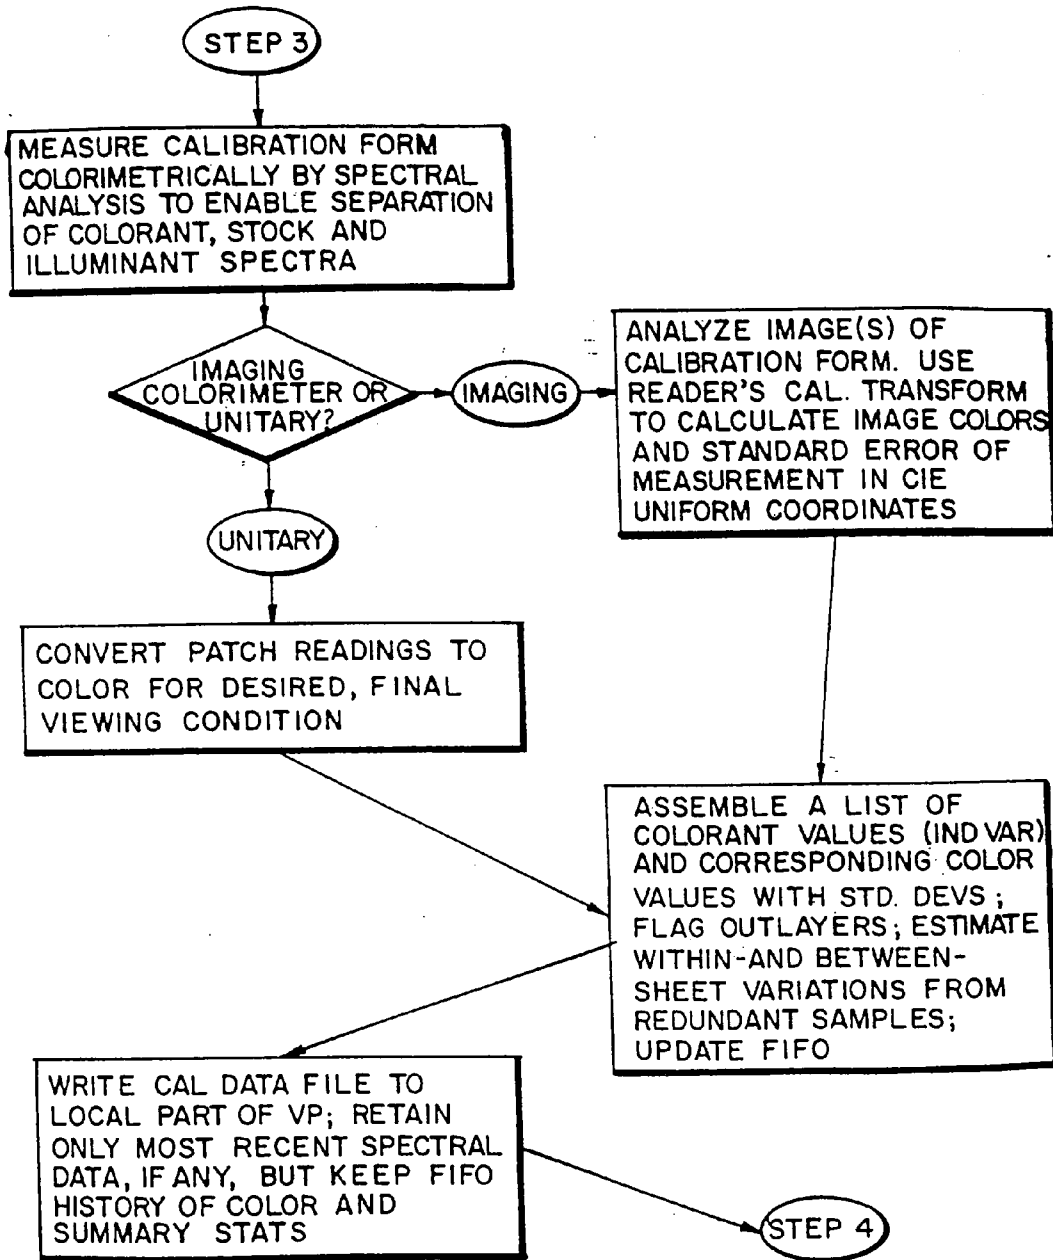 STEP 3
MEASURE CALIBRATION FORM
COLORIMETRICALLY BY SPECTRAL
ANALYSIS TO ENABLE SEPARATION
OF COLORANT, STOCK AND
ILLUMINANT SPECTRA
IMAGING
COLORIMETER OR
UNITARY?
IMAGING
ANALYZE IMAGE(S) OF
CALIBRATION FORM. USE
READER'S CAL. TRANSFORM
TO CALCULATE IMAGE COLORS
AND STANDARD ERROR OF
MEASUREMENT IN CIE
UNIFORM COORDINATES
UNITARY
CONVERT PATCH READINGS TO
COLOR FOR DESIRED, FINAL
VIEWING CONDITION
ASSEMBLE A LIST OF
COLORANT VALUES (IND VAR)
AND CORRESPONDING COLOR
VALUES WITH STD. DEVS;
FLAG OUTLAYERS; ESTIMATE
WITHIN-AND BETWEEN-
SHEET VARIATIONS FROM
REDUNDANT SAMPLES;
UPDATE FIFO
WRITE CAL DATA FILE TO
LOCAL PART OF VP; RETAIN
ONLY MOST RECENT SPECTRAL
DATA, IF ANY, BUT KEEP FIFO
HISTORY OF COLOR AND
SUMMARY STATS
STEP 4